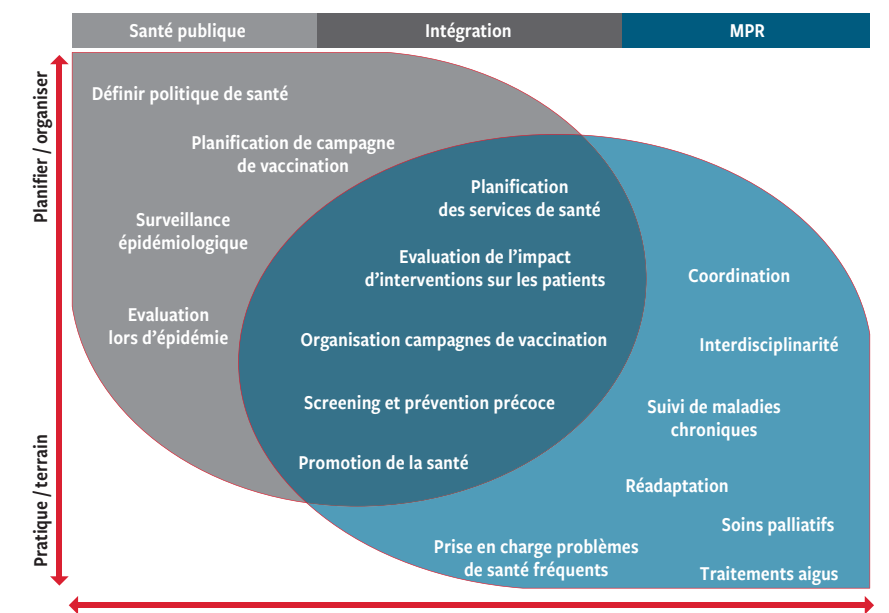 Santé publique
Intégration
MPR
Planifier / organiser
Pratique / terrain
Définir politique de santé
Planification de campagne
de vaccination
Surveillance
épidémiologique
Evaluation
lors d'épidémie
Planification
des services de santé
Evaluation de l'impact
d'interventions sur les patients
Organisation campagnes de vaccination
Screening et prévention précoce
Promotion de la santé
Coordination
Interdisciplinarité
Suivi de maladies
chroniques
Réadaptation
Soins palliatifs
Prise en charge problèmes
de santé fréquents
Traitements aigus